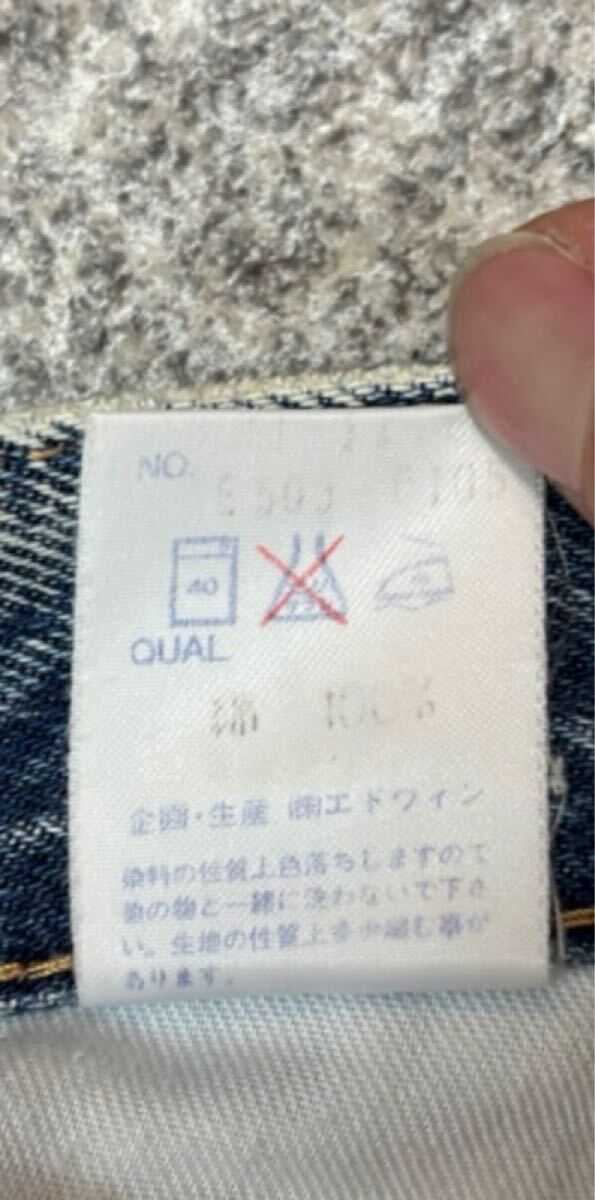 NO.
40
QUAL
綿 100%
企画・生産 ㈱エドウィン
染料の性質上色落ちしますので
他の物と一緒に洗わないで下さ
い。生地の性質上多少縮む事が
あります。